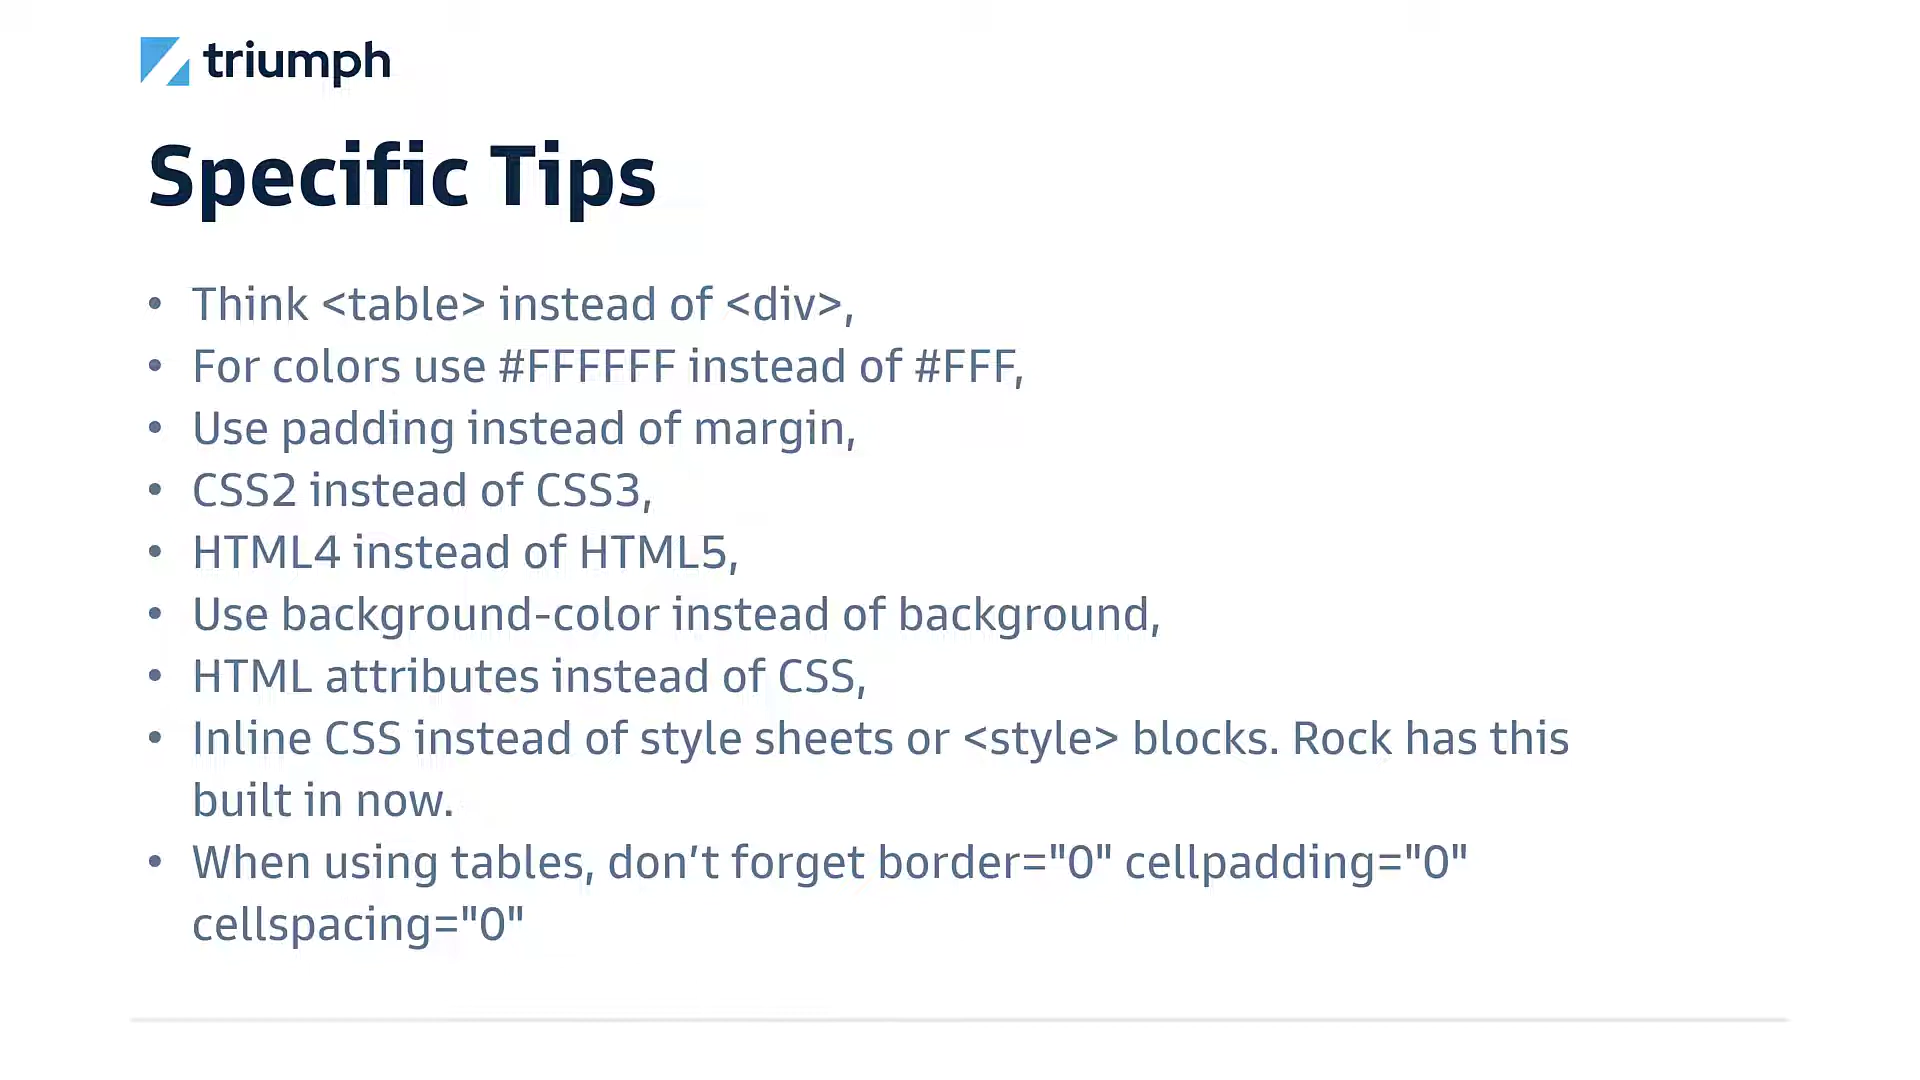 triumph
Specific Tips
• Think <table> instead of <div>,
• For colors use #FFFFFF instead of #FFF,
• Use padding instead of margin,
• CSS2 instead of CSS3,
• HTML4 instead of HTML5,
• Use background-color instead of background,
• HTML attributes instead of CSS,
• Inline CSS instead of style sheets or <style> blocks. Rock has this
built in now.
• When using tables, don’t forget border="0" cellpadding="0"
cellspacing="0"